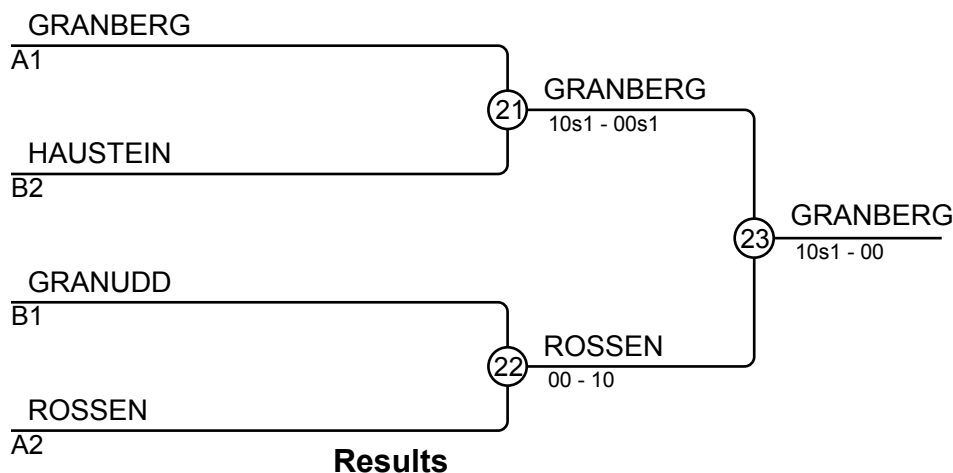 GRANBERG
A1
21
GRANBERG
10s1 - 00s1
HAUSTEIN
B2
23
GRANBERG
10s1 - 00
GRANUDD
B1
22
ROSSEN
00 - 10
ROSSEN
A2
Results